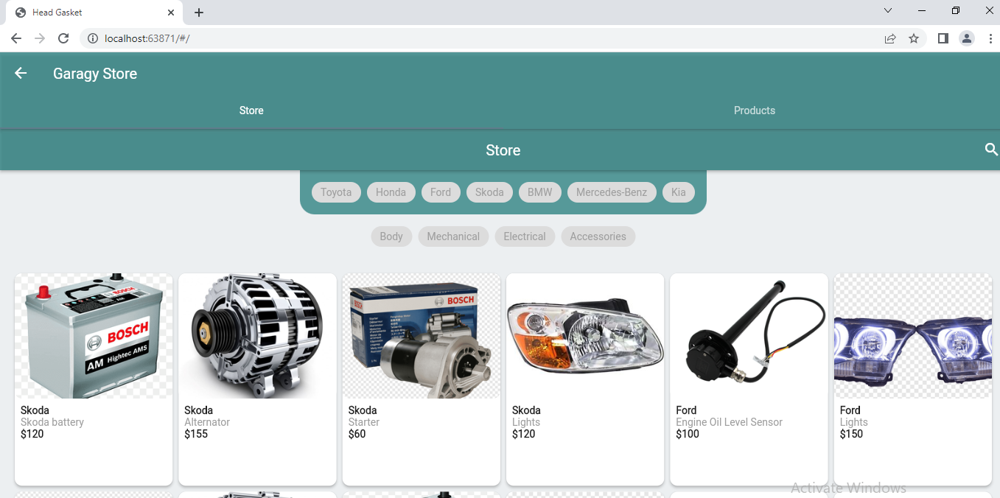 Head Gasket
localhost:63871/#/
Garagy Store
Store
Products
Store
Toyota
Honda
Ford
Skoda
BMW
Mercedes-Benz
Kia
Body
Mechanical
Electrical
Accessories
BOSCH
BOSCH
AM Hightec AMS
BOSCH
Skoda
Skoda battery
$120
Skoda
Alternator
$155
Skoda
Starter
$60
Skoda
Lights
$120
Ford
Engine Oil Level Sensor
$100
Ford
Lights
$150
Activate Windows